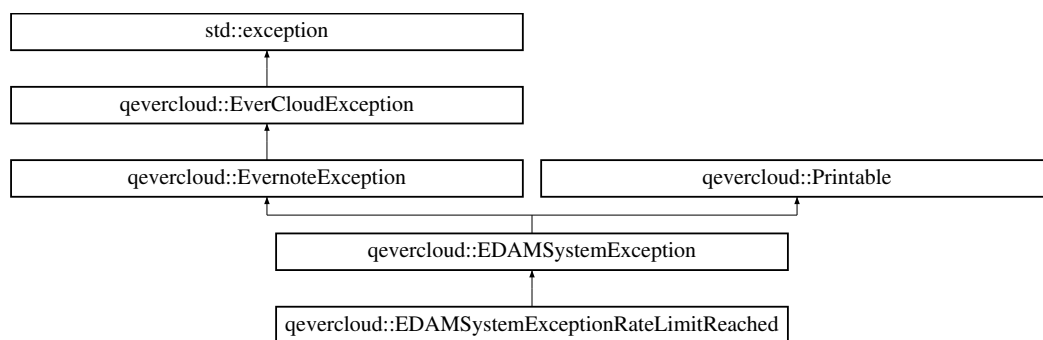 std::exception
qevercloud::EverCloudException
qevercloud::EvernoteException
qevercloud::Printable
qevercloud::EDAMSystemException
qevercloud::EDAMSystemExceptionRateLimitReached